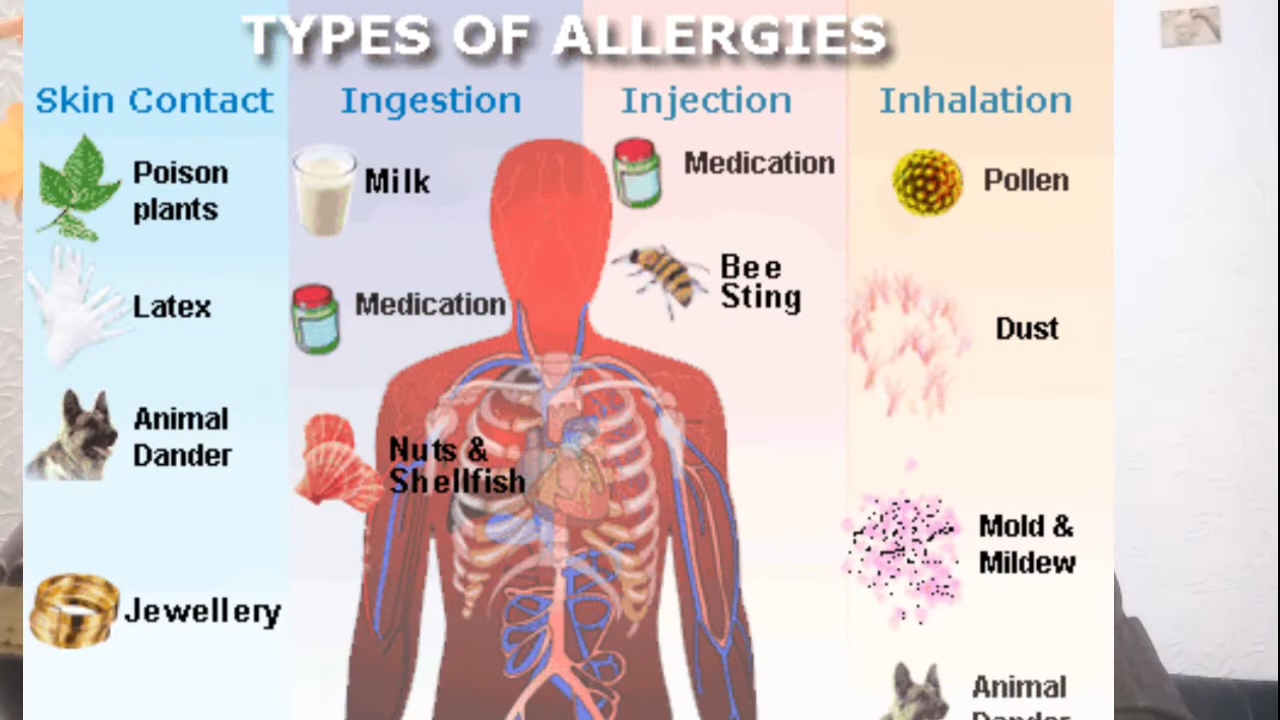 TYPES OF ALLERGIES
Skin Contact
Poison
plants
Latex
Animal
Dander
Jewellery
Ingestion
Milk
Medication
Nuts &
Shellfish
Injection
Medication
Bee
Sting
Inhalation
Pollen
Dust
Mold &
Mildew
Animal
Dander